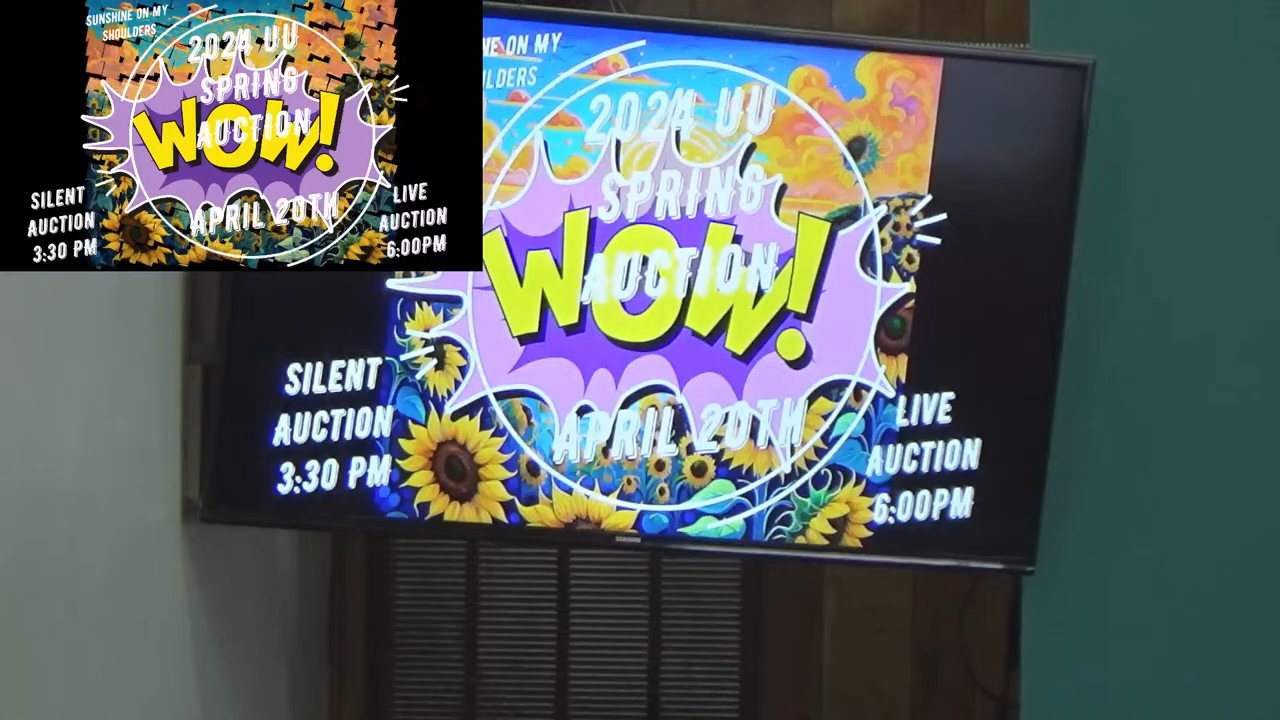 SUNSHINE ON MY
SHOULDERS
2024 UU
SPRING
AUCTION
WOW!
APRIL 20TH
SILENT
AUCTION
3:30 PM
LIVE
AUCTION
6:00PM
NE ON MY
LDERS
2024 UU
SPRING
AUCTION
WOW!
APRIL 20TH
SILENT
AUCTION
3:30 PM
LIVE
AUCTION
6:00PM
SAMSUNG